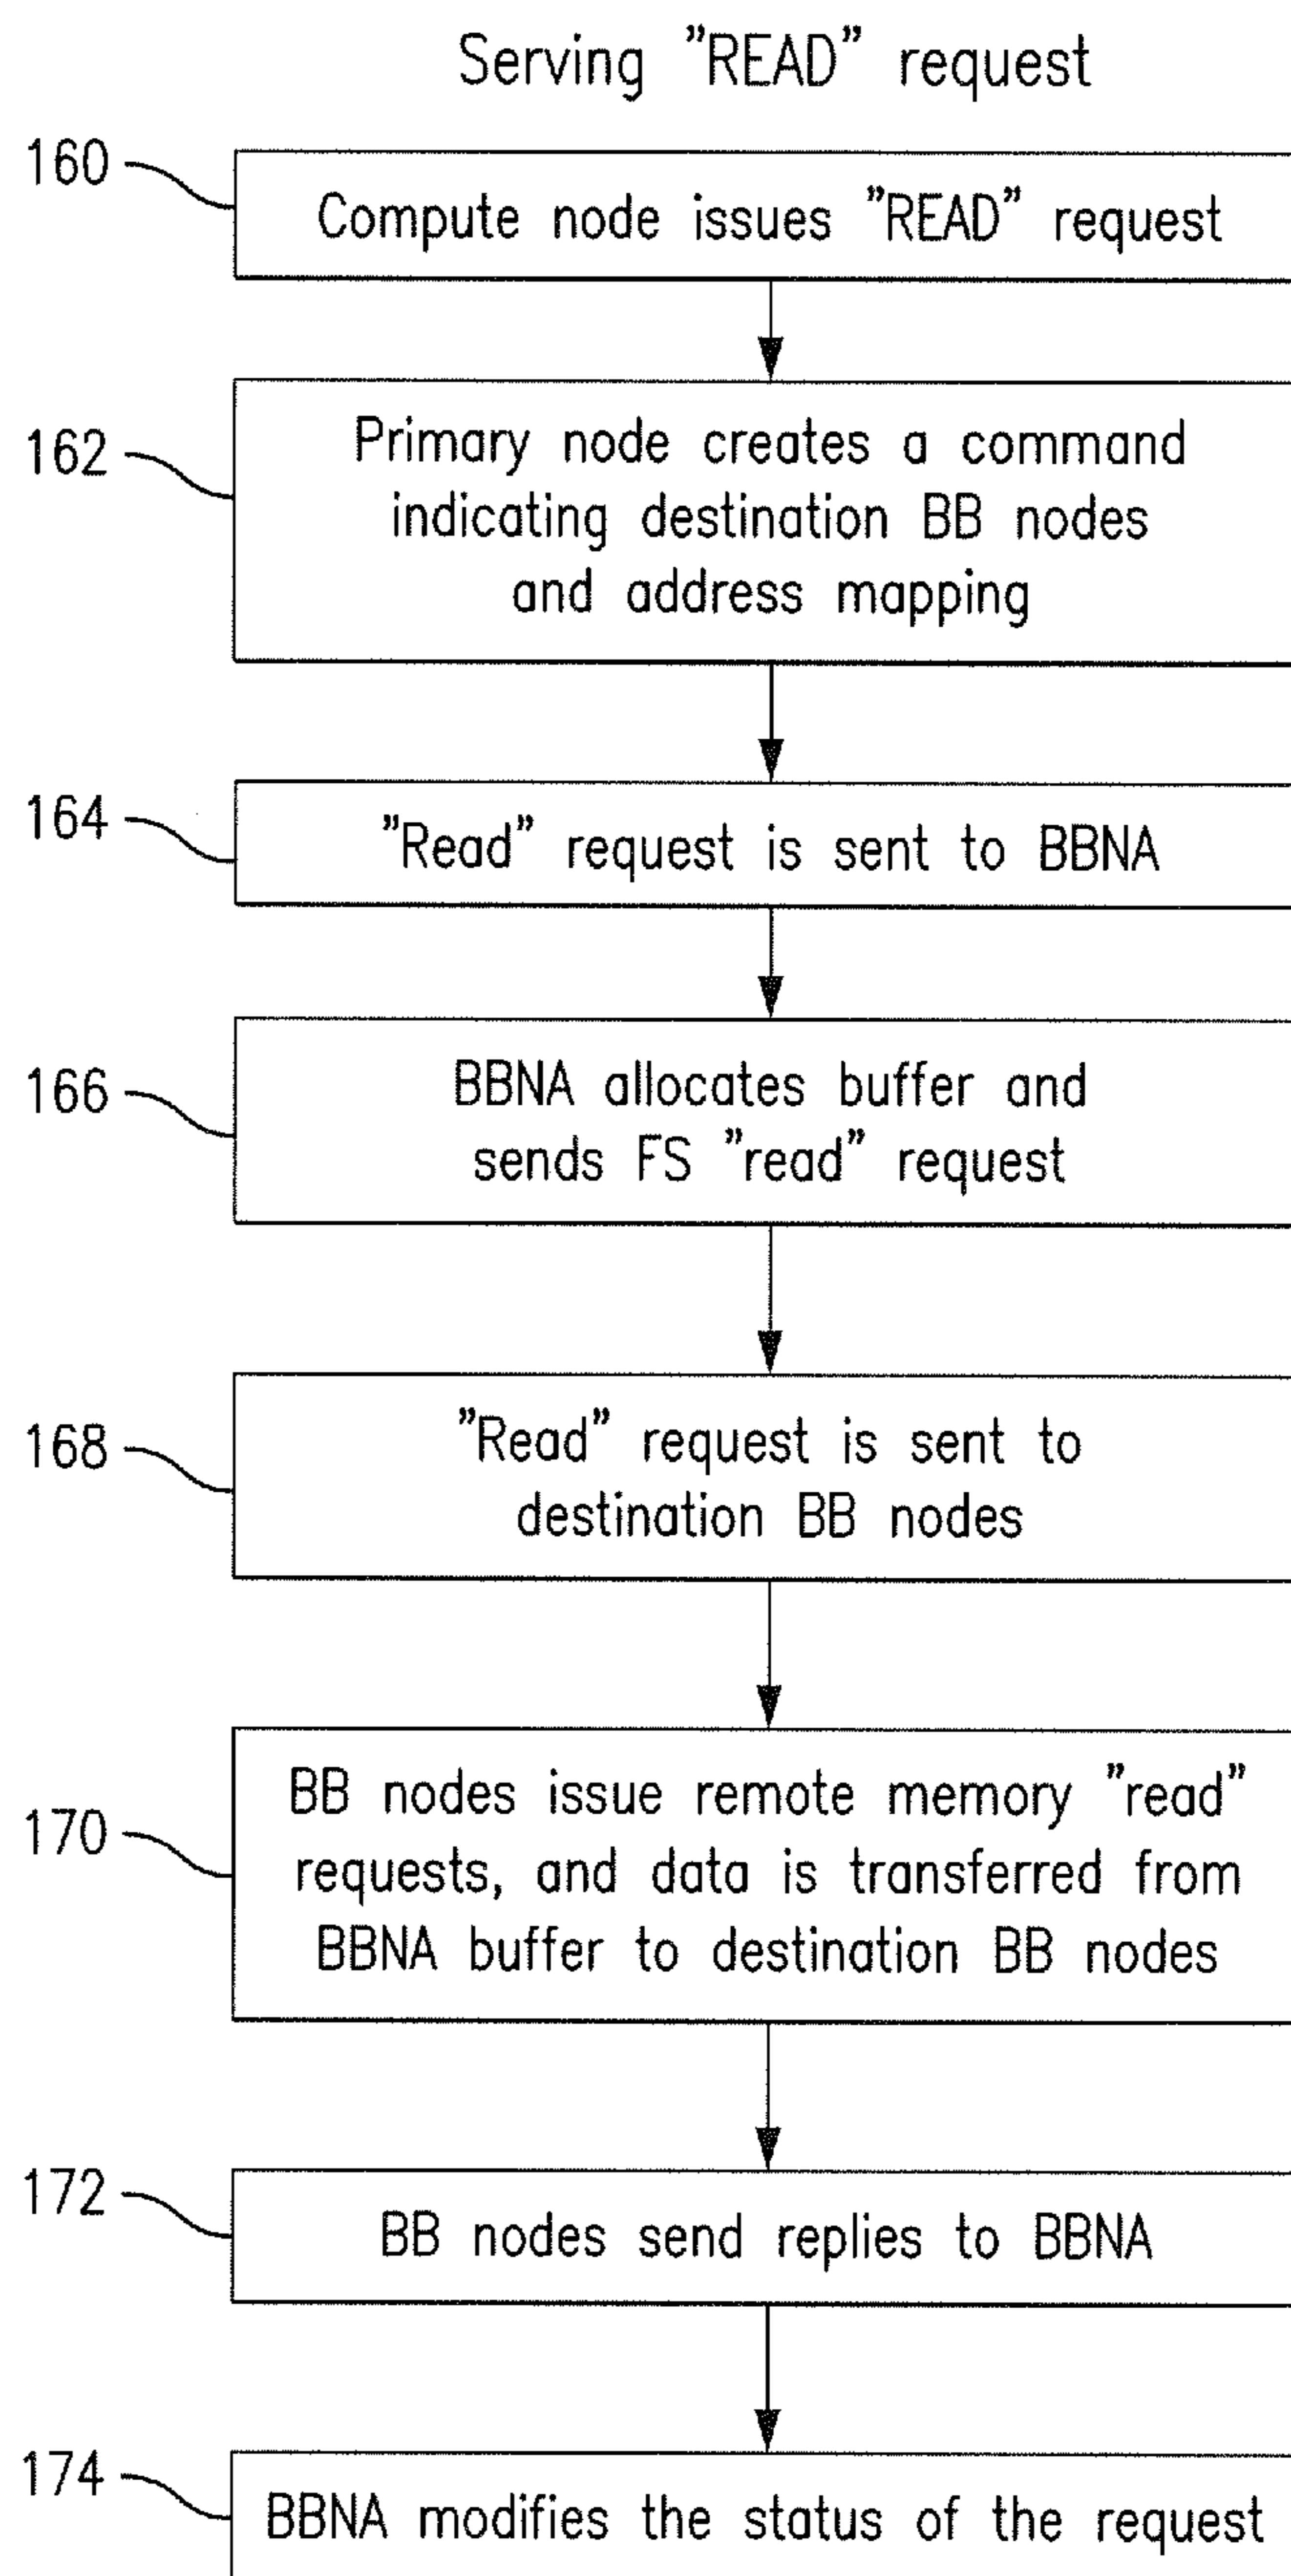 Serving "READ" request
160
Compute node issues "READ" request
162
Primary node creates a command
indicating destination BB nodes
and address mapping
164
"Read" request is sent to BBNA
166
BBNA allocates buffer and
sends FS "read" request
168
"Read" request is sent to
destination BB nodes
170
BB nodes issue remote memory "read"
requests, and data is transferred from
BBNA buffer to destination BB nodes
172
BB nodes send replies to BBNA
174
BBNA modifies the status of the request